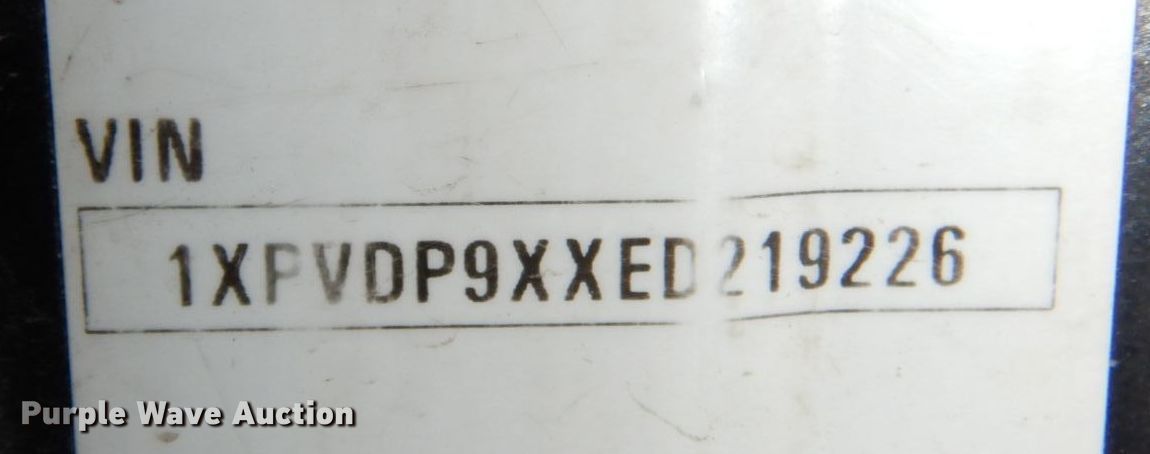 VIN
1XPVDP9XXED219226
Purple Wave Auction